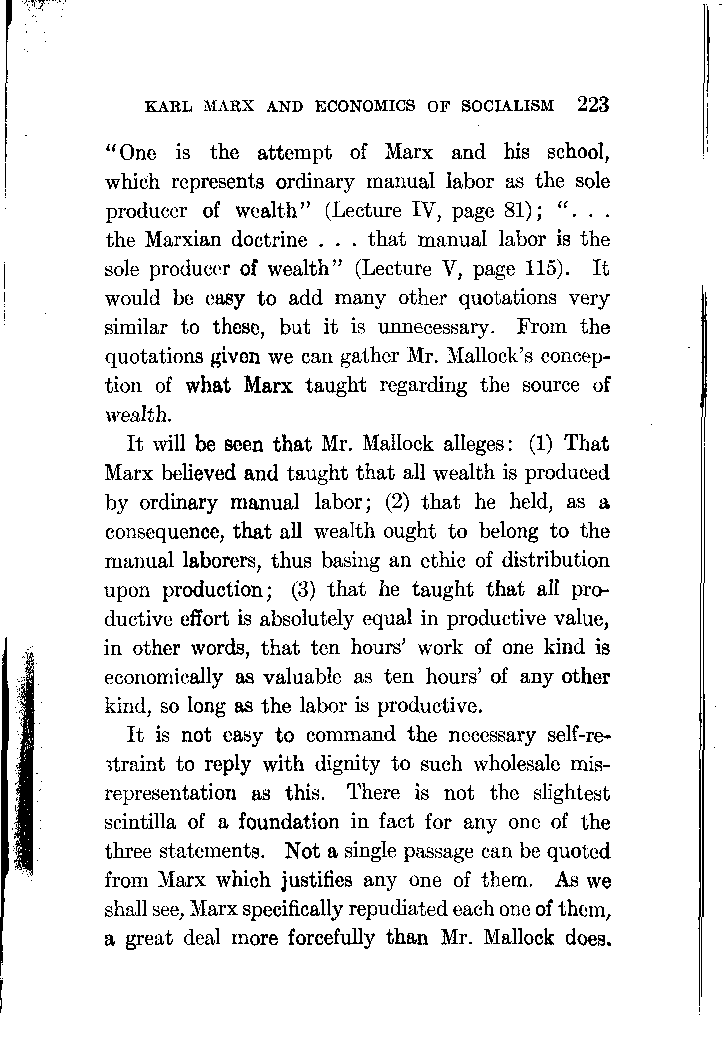 KARL MARX AND ECONOMICS OF SOCIALISM 223
“One is the attempt of Marx and his school,
which represents ordinary manual labor as the sole
producer of wealth” (Lecture IV, page 81); “. . .
the Marxian doctrine . . . that manual labor is the
sole producer of wealth” (Lecture V, page 115). It
would be easy to add many other quotations very
similar to these, but it is unnecessary. From the
quotations given we can gather Mr. Mallock’s concep-
tion of what Marx taught regarding the source of
wealth.
It will be seen that Mr. Mallock alleges: (1) That
Marx believed and taught that all wealth is produced
by ordinary manual labor; (2) that he held, as a
consequence, that all wealth ought to belong to the
manual laborers, thus basing an ethic of distribution
upon production; (3) that he taught that all pro-
ductive effort is absolutely equal in productive value,
in other words, that ten hours’ work of one kind is
economically as valuable as ten hours’ of any other
kind, so long as the labor is productive.
It is not easy to command the necessary self-re-
straint to reply with dignity to such wholesale mis-
representation as this. There is not the slightest
scintilla of a foundation in fact for any one of the
three statements. Not a single passage can be quoted
from Marx which justifies any one of them. As we
shall see, Marx specifically repudiated each one of them,
a great deal more forcefully than Mr. Mallock does.